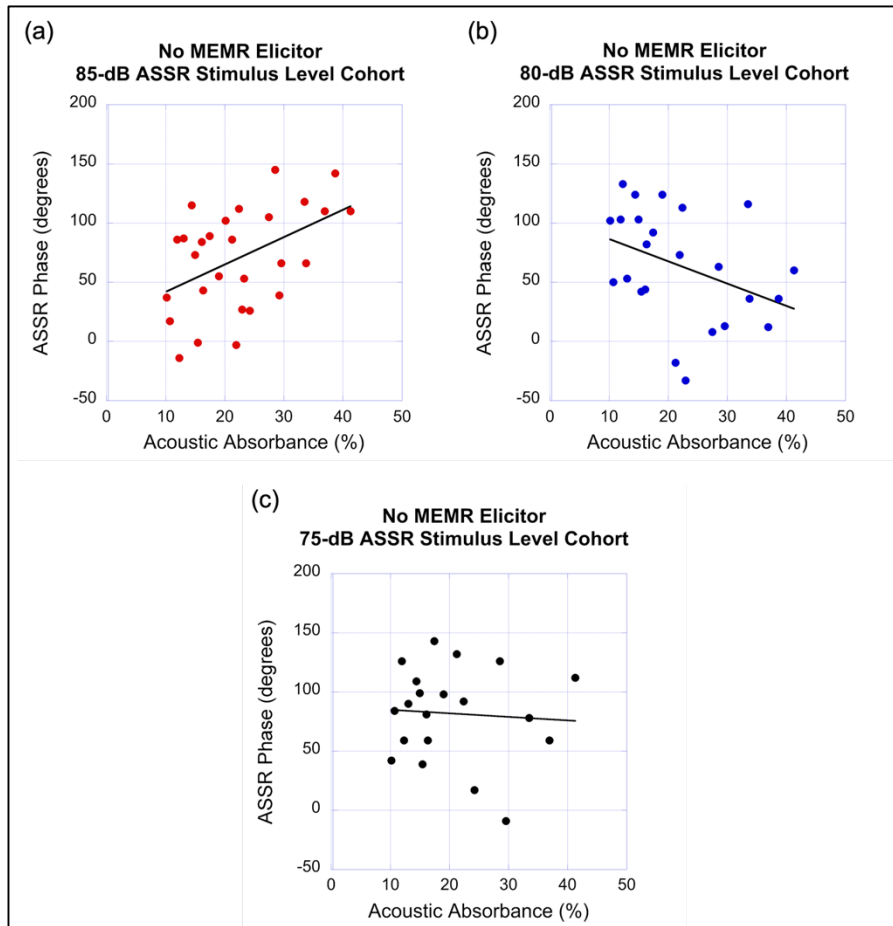 (a)
No MEMR Elicitor
85-dB ASSR Stimulus Level Cohort
200
150
100
50
0
-50
ASSR Phase (degrees)
0 10 20 30 40 50
Acoustic Absorbance (%)
(b)
No MEMR Elicitor
80-dB ASSR Stimulus Level Cohort
200
150
100
50
0
-50
ASSR Phase (degrees)
0 10 20 30 40 50
Acoustic Absorbance (%)
(c)
No MEMR Elicitor
75-dB ASSR Stimulus Level Cohort
200
150
100
50
0
-50
ASSR Phase (degrees)
0 10 20 30 40 50
Acoustic Absorbance (%)